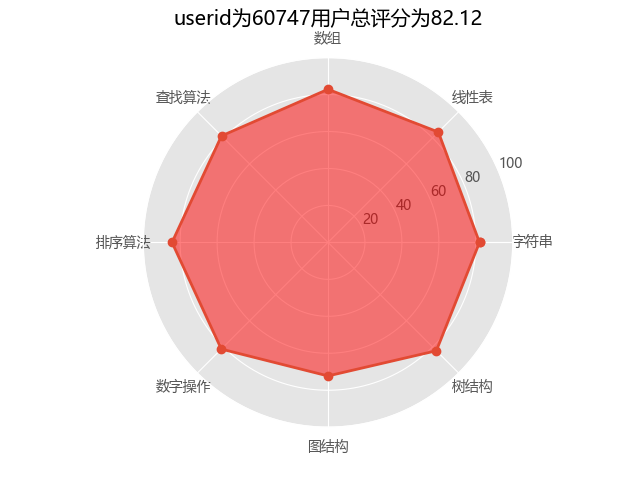 userid为60747用户总评分为82.12
数组
查找算法
线性表
100
80
60
40
20
排序算法
字符串
数字操作
树结构
图结构